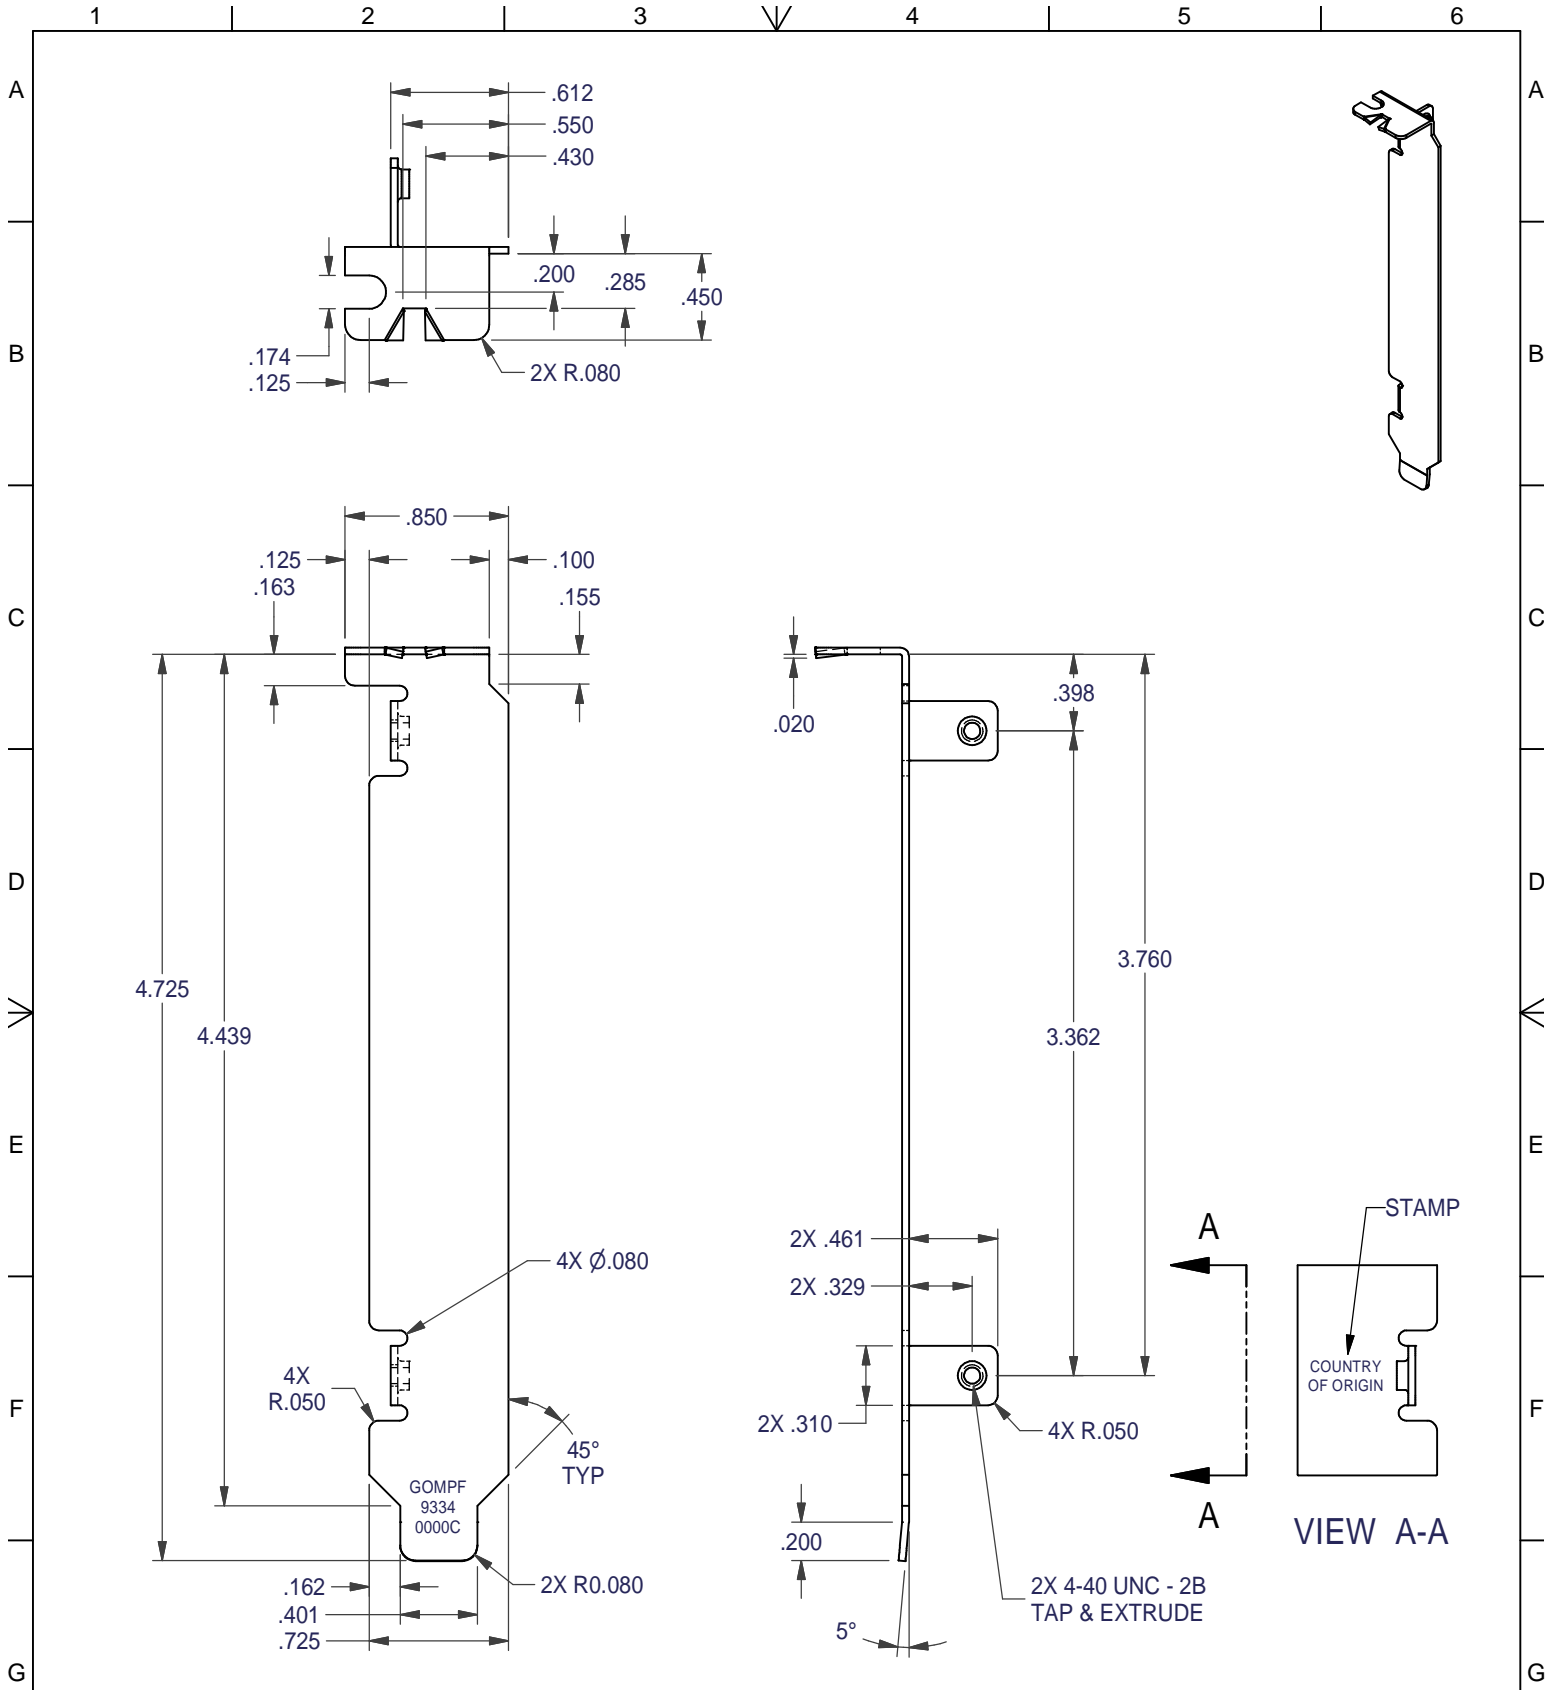 1 2 3 4 5 6
A A
.612
.550
.430
.200
.285
.450
.174
.125
2X R.080
B B
.850
.125
.100
.163
.155
C C
.398
.020
D D
3.760
4.725
4.439
3.362
E E
STAMP
A
2X .461
4X Ø.080
2X .329
COUNTRY
OF ORIGIN
4X
R.050
F F
2X .310
4X R.050
45°
TYP
GOMPF
9334
0000C
A
VIEW A-A
.200
.162
2X R0.080
2X 4-40 UNC - 2B
TAP & EXTRUDE
.401
.725
5°
G G